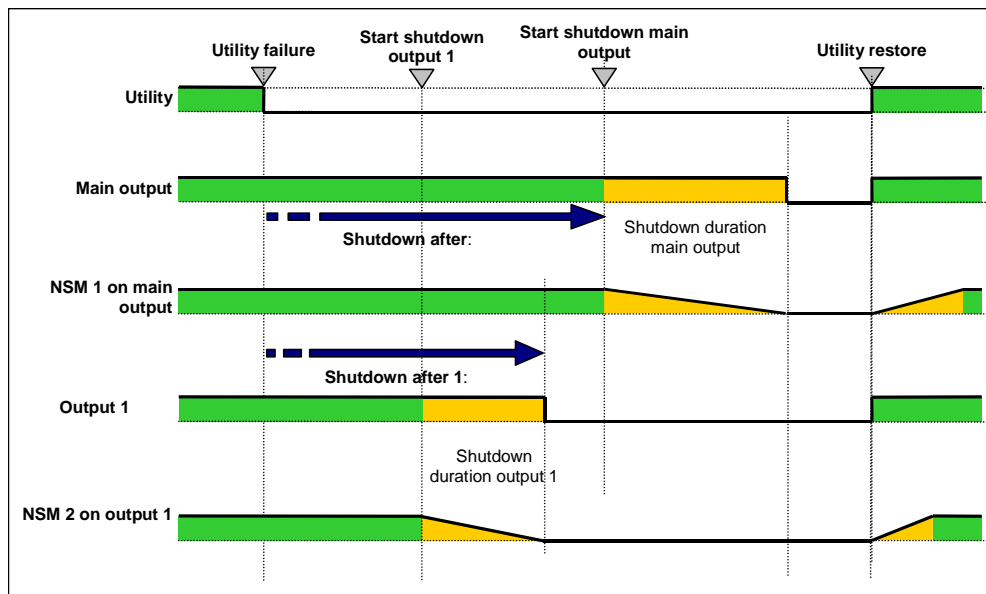 Utility failure
Start shutdown
output 1
Start shutdown main
output
Utility restore
Utility
Main output
Shutdown after:
Shutdown duration
main output
NSM 1 on main
output
Shutdown after 1:
Output 1
Shutdown
duration output 1
NSM 2 on output 1